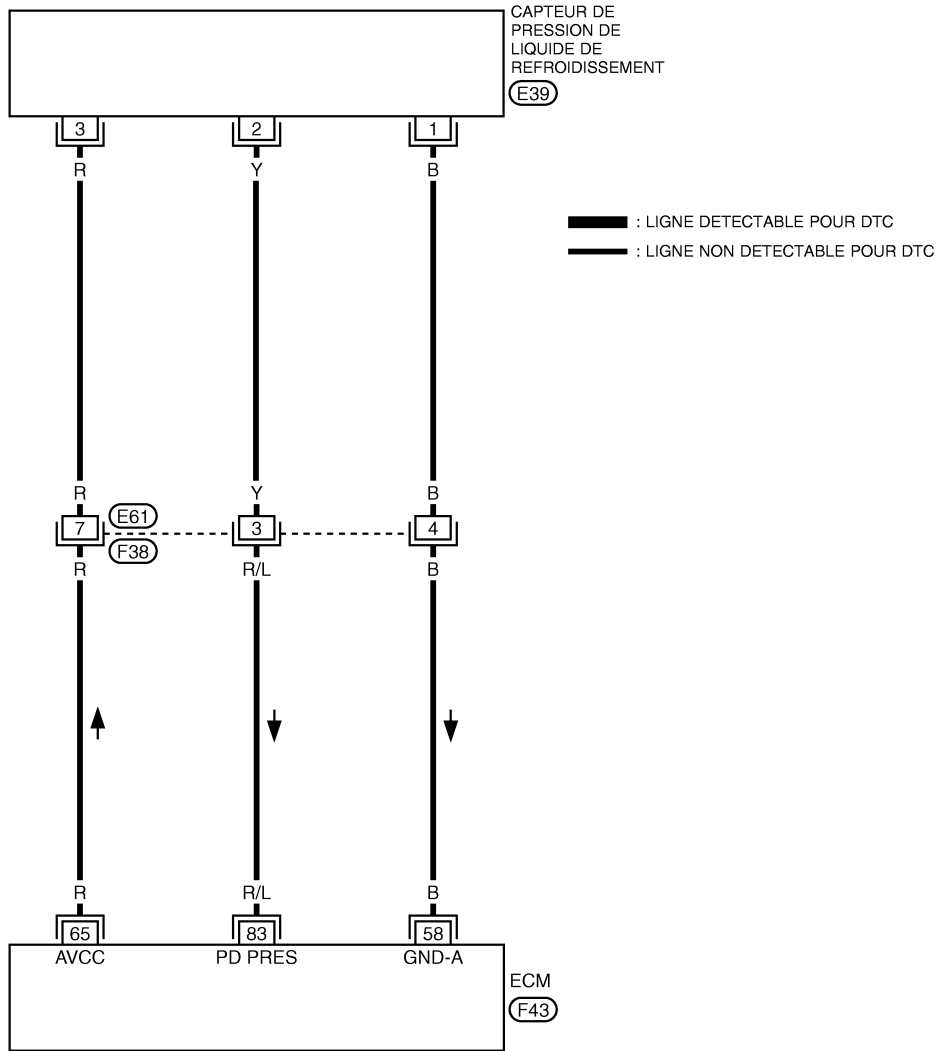 CAPTEUR DE
PRESSION DE
LIQUIDE DE
REFROIDISSEMENT
E39
3 2 1
R Y B
: LIGNE DETECTABLE POUR DTC
: LIGNE NON DETECTABLE POUR DTC
R Y B
E61
7 3 4
F38
R R/L B
R R/L B
65 83 58
AVCC PD PRES GND-A
ECM
F43